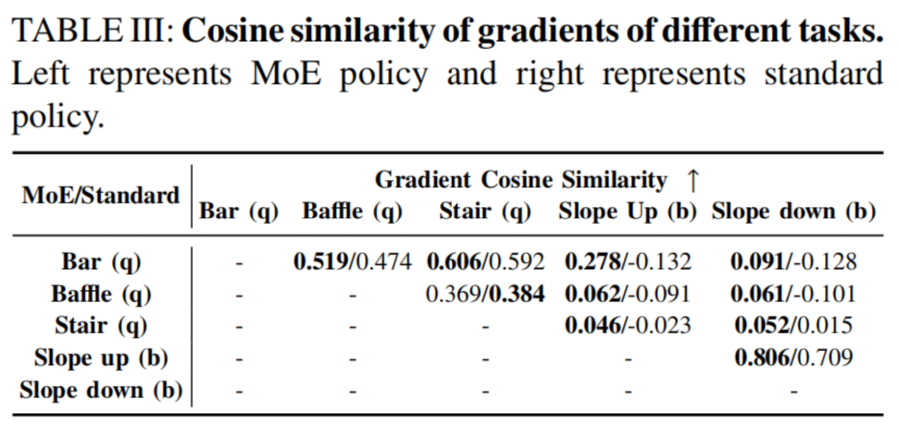 TABLE III: Cosine similarity of gradients of different tasks.
Left represents MoE policy and right represents standard
policy.
MoE/Standard
Gradient Cosine Similarity ↑
Bar (q) Baffle (q) Stair (q) Slope Up (b) Slope down (b)
Bar (q) - 0.519/0.474 0.606/0.592 0.278/-0.132 0.091/-0.128
Baffle (q) - - 0.369/0.384 0.062/-0.091 0.061/-0.101
Stair (q) - - - 0.046/-0.023 0.052/0.015
Slope up (b) - - - - 0.806/0.709
Slope down (b) - - - - -